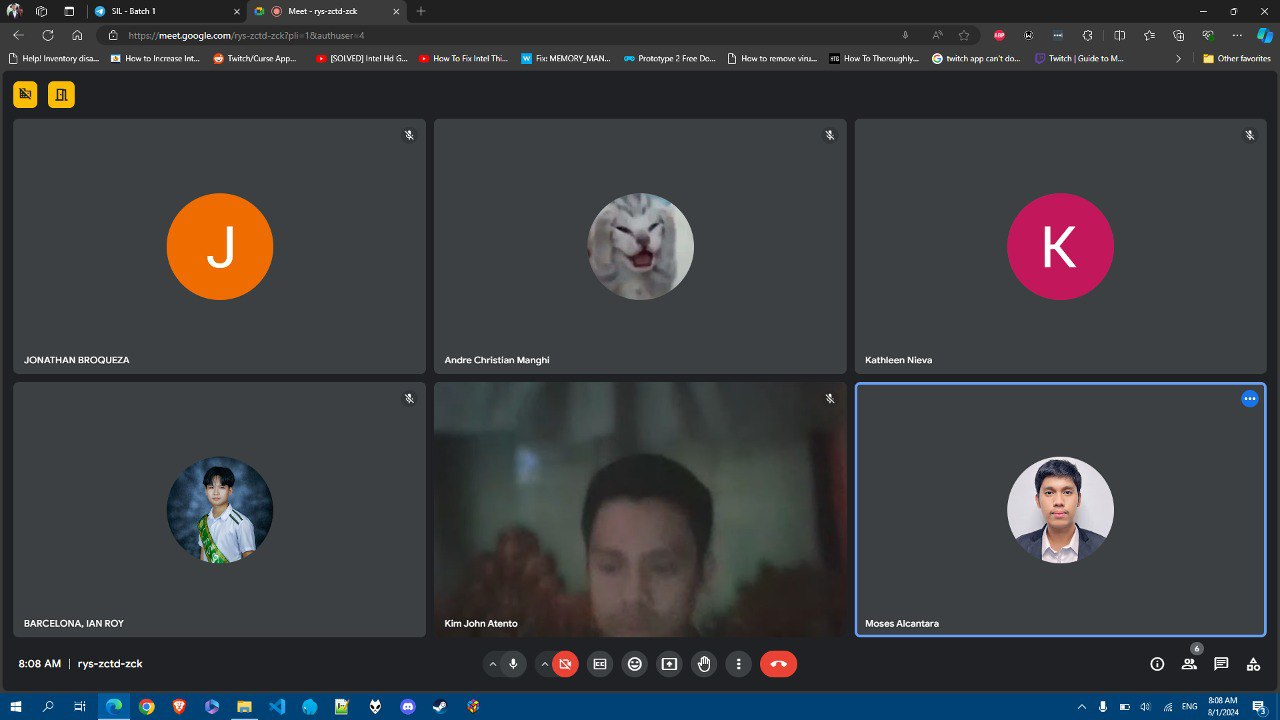 SIL - Batch 1
Meet - rys-zctd-zck
https://meet.google.com/rys-zctd-zck?pli=1&authuser=4
ABP
Help! Inventory disa...
How to Increase Int...
Twitch/Curse App...
[SOLVED] Intel Hd G...
How To Fix Intel Thi...
Fix: MEMORY_MAN...
Prototype 2 Free Do...
How to remove viru...
How To Thoroughly...
twitch app can't do...
Twitch | Guide to M...
Other favorites
J
K
JONATHAN BROQUEZA
Andre Christian Manghi
Kathleen Nieva
BARCELONA, IAN ROY
Kim John Atento
Moses Alcantara
8:08 AM | rys-zctd-zck
6
ENG
8:08 AM
8/1/2024